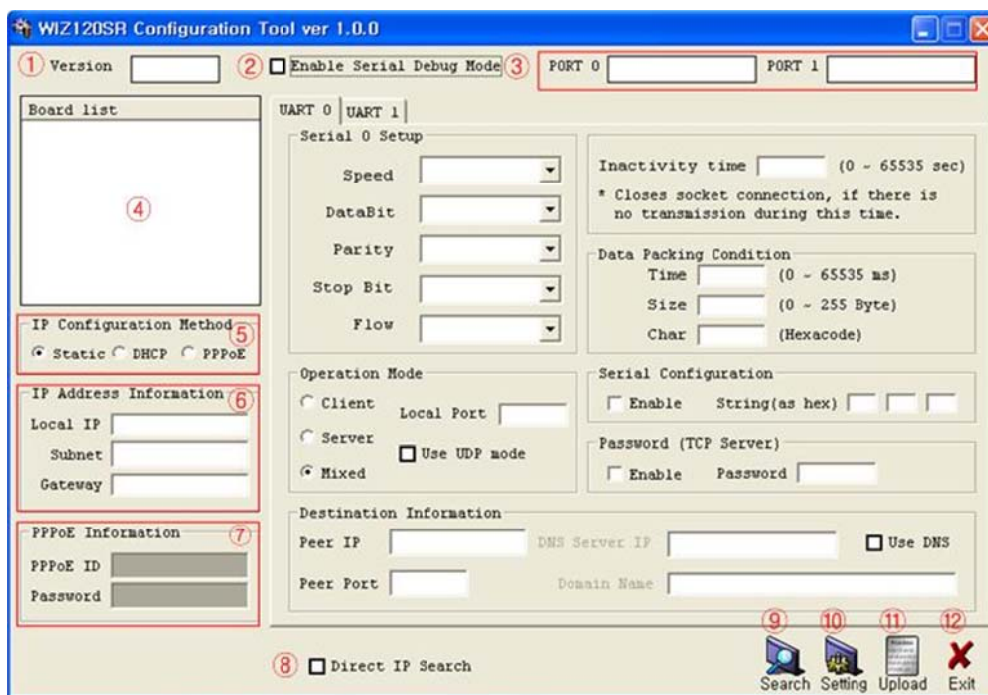 WIZ120SR Configuration Tool ver 1.0.0
① Version
② Enable Serial Debug Mode
③ PORT 0
PORT 1
Board list
④
⑤
IP Configuration Method
Static DHCP PPPoE
⑥
IP Address Information
Local IP
Subnet
Gateway
⑦
PPPoE Information
PPPoE ID
Password
UART 0 UART 1
Serial 0 Setup
Speed
DataBit
Parity
Stop Bit
Flow
Inactivity time (0 ~ 65535 sec)
* Closes socket connection, if there is
no transmission during this time.
Data Packing Condition
Time (0 ~ 65535 ms)
Size (0 ~ 255 Byte)
Char (Hexacode)
Operation Mode
Client
Server
Mixed
Local Port
Use UDP mode
Serial Configuration
Enable String(as hex)
Password (TCP Server)
Enable Password
Destination Information
Peer IP DNS Server IP Use DNS
Peer Port Domain Name
⑧ Direct IP Search
⑨ ⑩ ⑪ ⑫
Search Setting Upload Exit